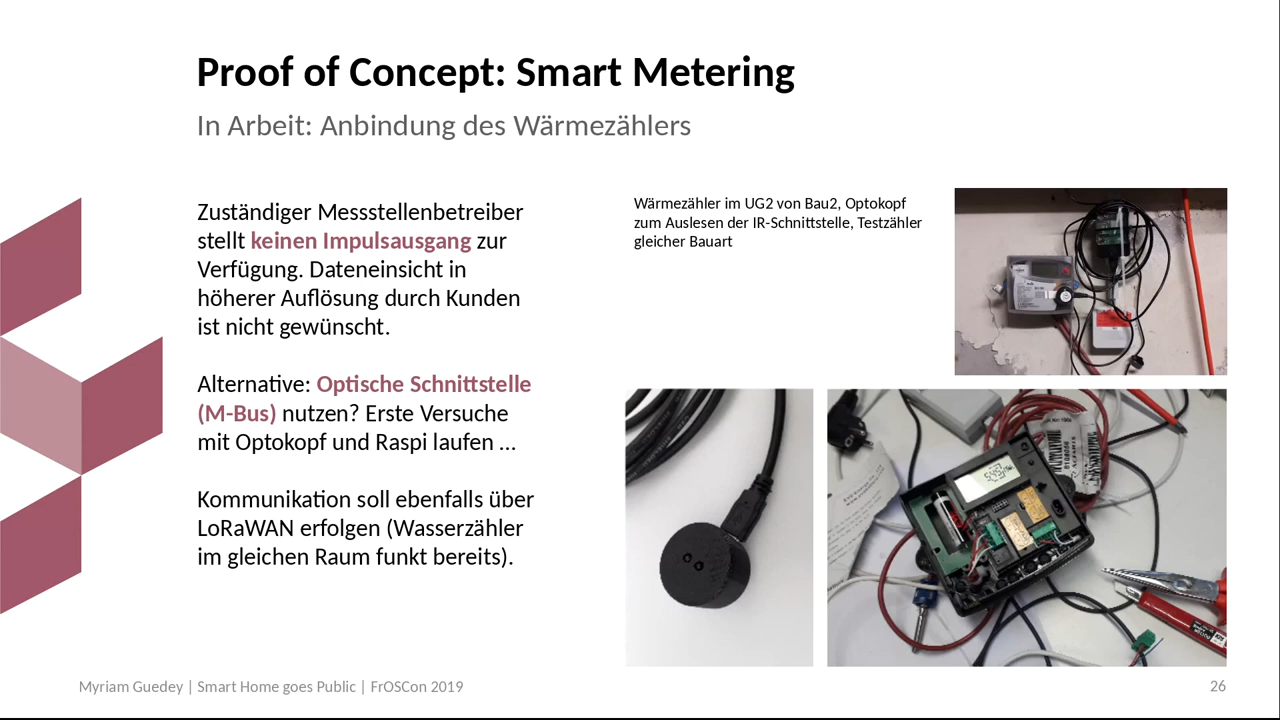 Proof of Concept: Smart Metering
In Arbeit: Anbindung des Wärmezählers
Zuständiger Messstellenbetreiber
stellt keinen Impulsausgang zur
Verfügung. Dateneinsicht in
höherer Auflösung durch Kunden
ist nicht gewünscht.
Alternative: Optische Schnittstelle
(M-Bus) nutzen? Erste Versuche
mit Optokopf und Raspi laufen ...
Kommunikation soll ebenfalls über
LoRaWAN erfolgen (Wasserzähler
im gleichen Raum funkt bereits).
Wärmezähler im UG2 von Bau2, Optokopf
zum Auslesen der IR-Schnittstelle, Testzähler
gleicher Bauart
Myriam Guedey | Smart Home goes Public | FrOSCon 2019
26